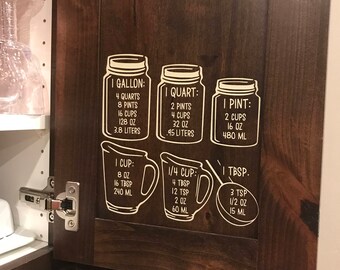 1 GALLON:
4 QUARTS
8 PINTS
16 CUPS
128 OZ
3.8 LITERS
1 QUART:
2 PINTS
4 CUPS
32 OZ
.95 LITERS
1 PINT:
2 CUPS
16 OZ
480 ML
1 CUP:
8 OZ
16 TBSP
240 ML
1/4 CUP:
4 TBSP
12 TSP
2 OZ
60 ML
1 TBSP.
3 TSP
1/2 OZ
15 ML